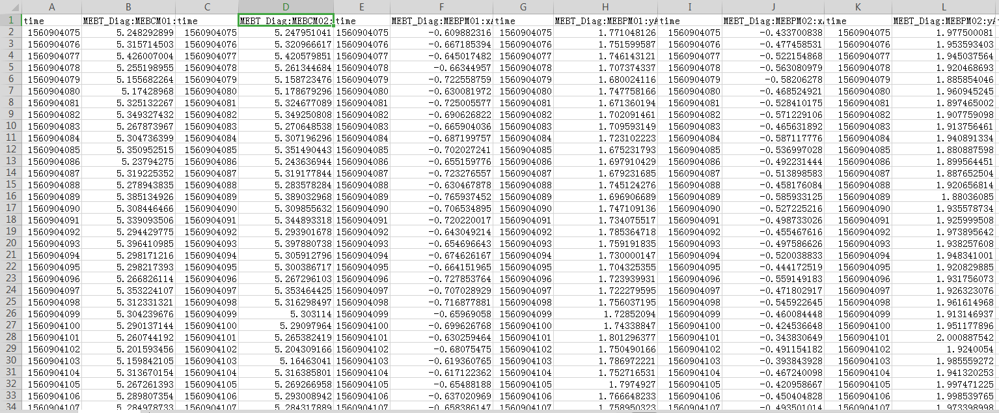 A B C D E F G H I J K L
1 time MEBT_Diag:MEBCM01: time MEBT_Diag:MEBCM02: time MEBT_Diag:MEBPM01:x time MEBT_Diag:MEBPM01:y time MEBT_Diag:MEBPM02:x time MEBT_Diag:MEBPM02:y
2 1560904075 5.248292899 1560904075 5.247951041 1560904075 -0.609882316 1560904075 1.771048126 1560904075 -0.433700838 1560904075 1.977500081
3 1560904076 5.315714503 1560904076 5.320966617 1560904076 -0.667185394 1560904076 1.751599587 1560904076 -0.477458531 1560904076 1.953593403
4 1560904077 5.426007004 1560904077 5.420579851 1560904077 -0.645017482 1560904077 1.746143121 1560904077 -0.522154868 1560904077 1.945037564
5 1560904078 5.255198955 1560904078 5.261344684 1560904078 -0.66344957 1560904078 1.707374337 1560904078 -0.563080979 1560904078 1.920468693
6 1560904079 5.155682264 1560904079 5.158723476 1560904079 -0.722558759 1560904079 1.680024116 1560904079 -0.58206278 1560904079 1.885854046
7 1560904080 5.17428968 1560904080 5.178679296 1560904080 -0.630081972 1560904080 1.747758166 1560904080 -0.468524921 1560904080 1.960945245
8 1560904081 5.325132267 1560904081 5.324677089 1560904081 -0.725005577 1560904081 1.671360194 1560904081 -0.528410175 1560904081 1.897465002
9 1560904082 5.349327432 1560904082 5.349250808 1560904082 -0.690626822 1560904082 1.702091461 1560904082 -0.571229106 1560904082 1.907759098
10 1560904083 5.267873967 1560904083 5.270648538 1560904083 -0.665904036 1560904083 1.709593149 1560904083 -0.465631892 1560904083 1.913756461
11 1560904084 5.304736399 1560904084 5.307196296 1560904084 -0.687199757 1560904084 1.723102223 1560904084 -0.587117776 1560904084 1.940891334
12 1560904085 5.350952515 1560904085 5.351490443 1560904085 -0.702027241 1560904085 1.675231793 1560904085 -0.536997028 1560904085 1.880887598
13 1560904086 5.23794275 1560904086 5.243636944 1560904086 -0.655159776 1560904086 1.697910429 1560904086 -0.492231444 1560904086 1.899564451
14 1560904087 5.319225352 1560904087 5.319177844 1560904087 -0.723276557 1560904087 1.679231685 1560904087 -0.513898583 1560904087 1.887652504
15 1560904088 5.278943835 1560904088 5.283578284 1560904088 -0.630467878 1560904088 1.745124276 1560904088 -0.458176084 1560904088 1.920656814
16 1560904089 5.385134926 1560904089 5.389032968 1560904089 -0.765937452 1560904089 1.696906689 1560904089 -0.585933125 1560904089 1.88036085
17 1560904090 5.308446466 1560904090 5.309855632 1560904090 -0.706534895 1560904090 1.747109136 1560904090 -0.527225216 1560904090 1.935578734
18 1560904091 5.339093506 1560904091 5.344893318 1560904091 -0.720220017 1560904091 1.734075517 1560904091 -0.498733026 1560904091 1.925999508
19 1560904092 5.294429775 1560904092 5.293901678 1560904092 -0.643049214 1560904092 1.785364718 1560904092 -0.455467616 1560904092 1.973895642
20 1560904093 5.396410985 1560904093 5.397880738 1560904093 -0.654696643 1560904093 1.759191835 1560904093 -0.497586626 1560904093 1.938257608
21 1560904094 5.298171216 1560904094 5.305912796 1560904094 -0.674626167 1560904094 1.730000147 1560904094 -0.520038833 1560904094 1.948341001
22 1560904095 5.298217393 1560904095 5.300386717 1560904095 -0.664151965 1560904095 1.704325355 1560904095 -0.444172519 1560904095 1.920829885
23 1560904096 5.266826114 1560904096 5.267296103 1560904096 -0.727853764 1560904096 1.723939931 1560904096 -0.559149183 1560904096 1.931756073
24 1560904097 5.353224107 1560904097 5.353464425 1560904097 -0.707028929 1560904097 1.722279595 1560904097 -0.471802917 1560904097 1.926323076
25 1560904098 5.312331321 1560904098 5.316298497 1560904098 -0.716877881 1560904098 1.756037195 1560904098 -0.545922645 1560904098 1.961614968
26 1560904099 5.304239676 1560904099 5.303114 1560904099 -0.65969058 1560904099 1.72852094 1560904099 -0.460084448 1560904099 1.913146937
27 1560904100 5.290137144 1560904100 5.29097964 1560904100 -0.699626768 1560904100 1.74338847 1560904100 -0.424536648 1560904100 1.951177896
28 1560904101 5.260744192 1560904101 5.265382419 1560904101 -0.630259464 1560904101 1.801296377 1560904101 -0.343830649 1560904101 2.000887542
29 1560904102 5.201593456 1560904102 5.204309166 1560904102 -0.68075475 1560904102 1.750490166 1560904102 -0.491154182 1560904102 1.9240054
30 1560904103 5.159842105 1560904103 5.16463041 1560904103 -0.619360765 1560904103 1.786972221 1560904103 -0.393843928 1560904103 1.985559272
31 1560904104 5.313670154 1560904104 5.316385801 1560904104 -0.617122362 1560904104 1.752716531 1560904104 -0.467240098 1560904104 1.941320253
32 1560904105 5.267261393 1560904105 5.269266958 1560904105 -0.65488188 1560904105 1.7974927 1560904105 -0.420958667 1560904105 1.997471225
33 1560904106 5.289807354 1560904106 5.293008942 1560904106 -0.637020969 1560904106 1.766648233 1560904106 -0.450404828 1560904106 1.998539765
34 1560904107 5.284978733 1560904107 5.284317889 1560904107 -0.658386147 1560904107 1.758950323 1560904107 -0.493501014 1560904107 1.973398998